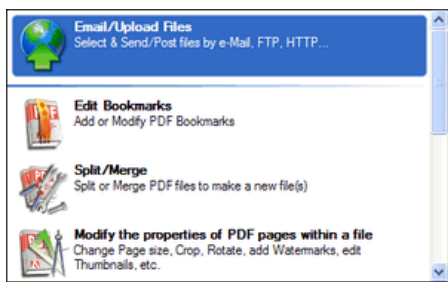 Email/Upload Files
Select & Send/Post files by e-Mail, FTP, HTTP...
Edit Bookmarks
Add or Modify PDF Bookmarks
Split/Merge
Split or Merge PDF files to make a new file(s)
Modify the properties of PDF pages within a file
Change Page size, Crop, Rotate, add Watermarks, edit
Thumbnails, etc.